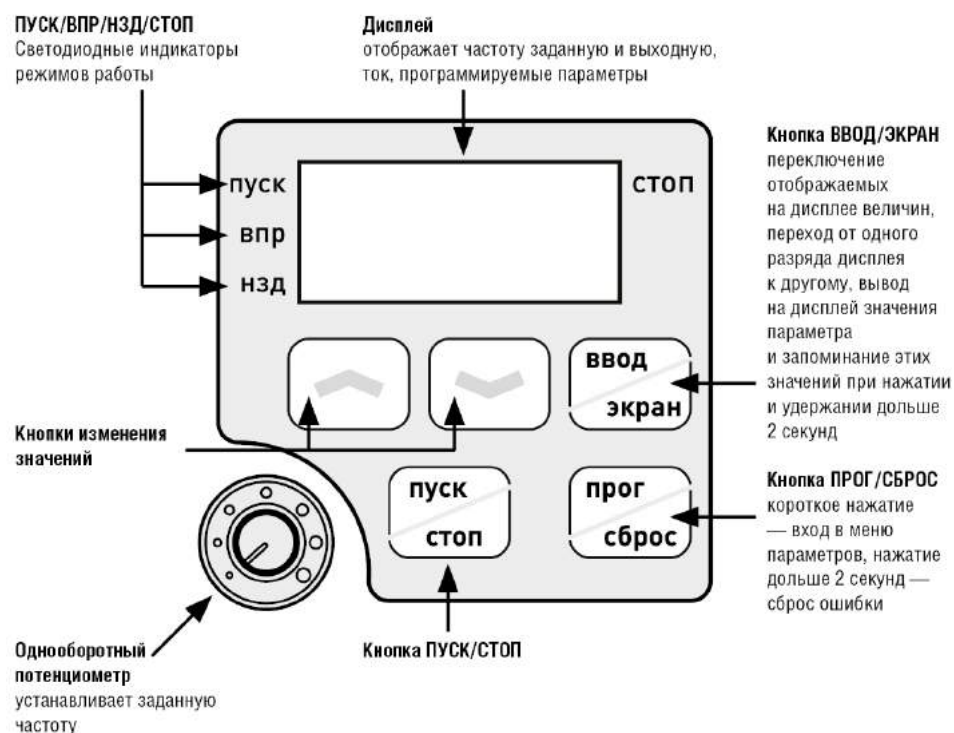 ПУСК/ВПР/НЗД/СТОП
Светодиодные индикаторы
режимов работы
Дисплей
отображает частоту заданную и выходную,
ток, программируемые параметры
пуск
впр
нзд
стоп
Кнопка ВВОД/ЭКРАН
переключение
отображаемых
на дисплее величин,
переход от одного
разряда дисплея
к другому, вывод
на дисплей значения
параметра
и запоминание этих
значений при нажатии
и удержании дольше
2 секунд
ввод
экран
Кнопки изменения
значений
пуск
стоп
прог
сброс
Кнопка ПРОГ/СБРОС
короткое нажатие
— вход в меню
параметров, нажатие
дольше 2 секунд —
сброс ошибки
Однооборотный
потенциометр
устанавливает заданную
частоту
Кнопка ПУСК/СТОП